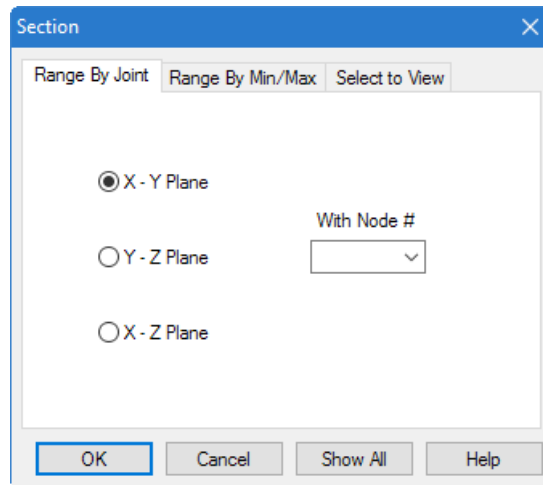 Section
Range By Joint Range By Min/Max Select to View
X - Y Plane
With Node #
Y - Z Plane
X - Z Plane
OK Cancel Show All Help